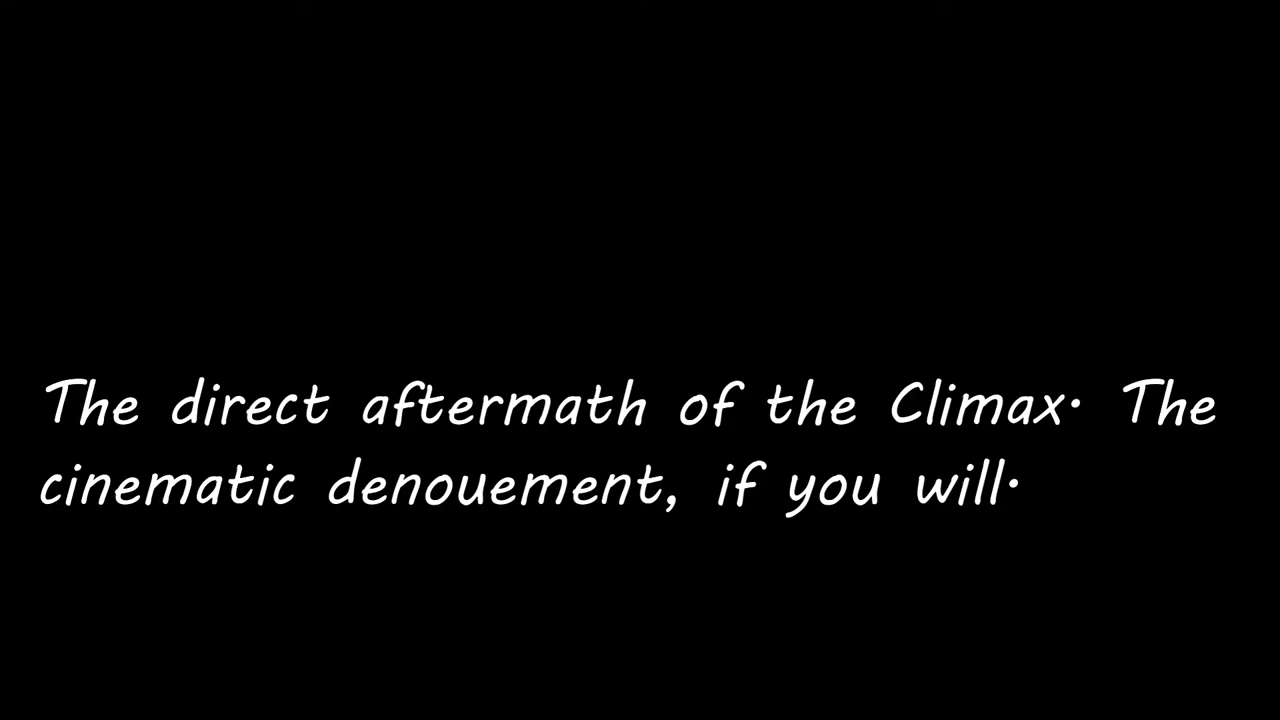 The direct aftermath of the Climax. The
cinematic denouement, if you will.